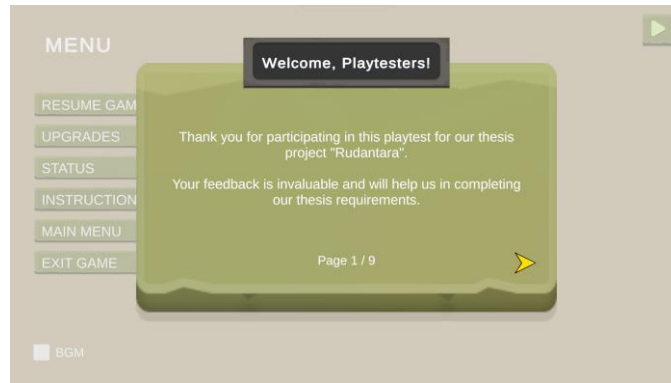 MENU
Welcome, Playtesters!
RESUME GAM
UPGRADES
STATUS
INSTRUCTION
MAIN MENU
EXIT GAME
Thank you for participating in this playtest for our thesis
project "Rudantara".
Your feedback is invaluable and will help us in completing
our thesis requirements.
Page 1 / 9
BGM